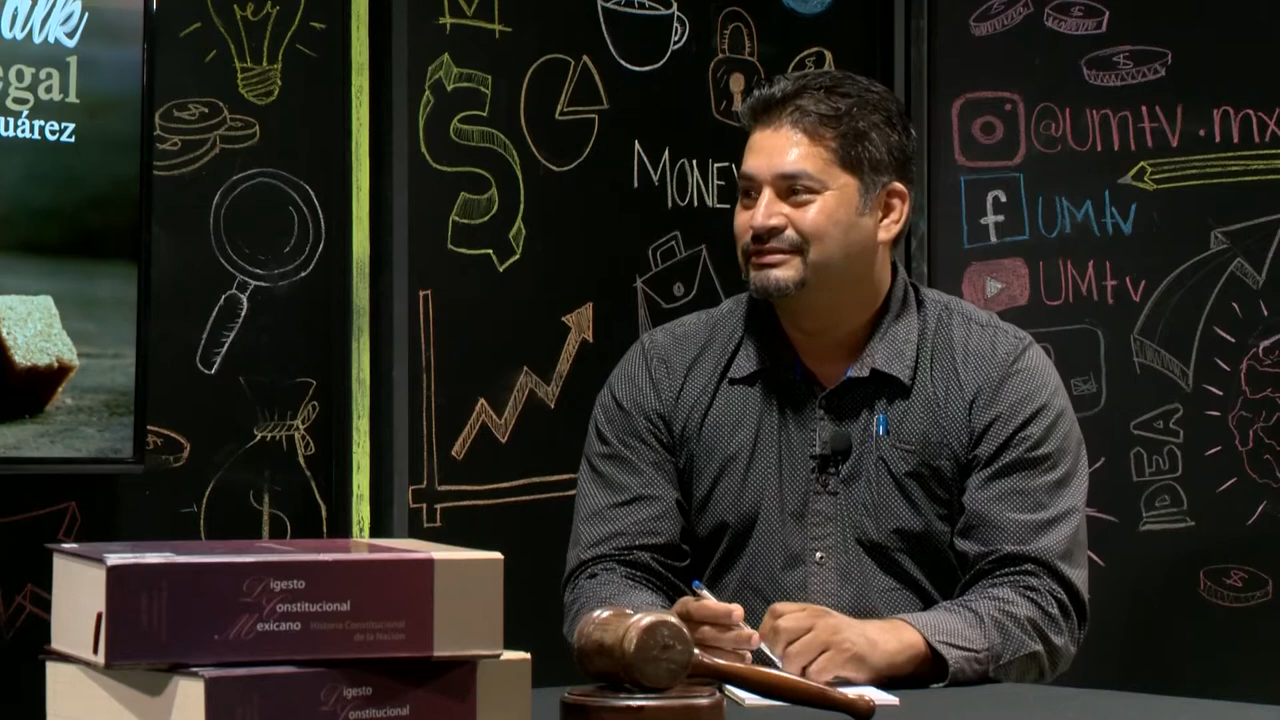 alk
egal
uárez
$
MONEY
@UMtV.mx
f UMtv
UMtv
IDEA
$
$
Digesto
Constitucional
Mexicano Historia Constitucional
de la Nación
Digesto
Constitucional